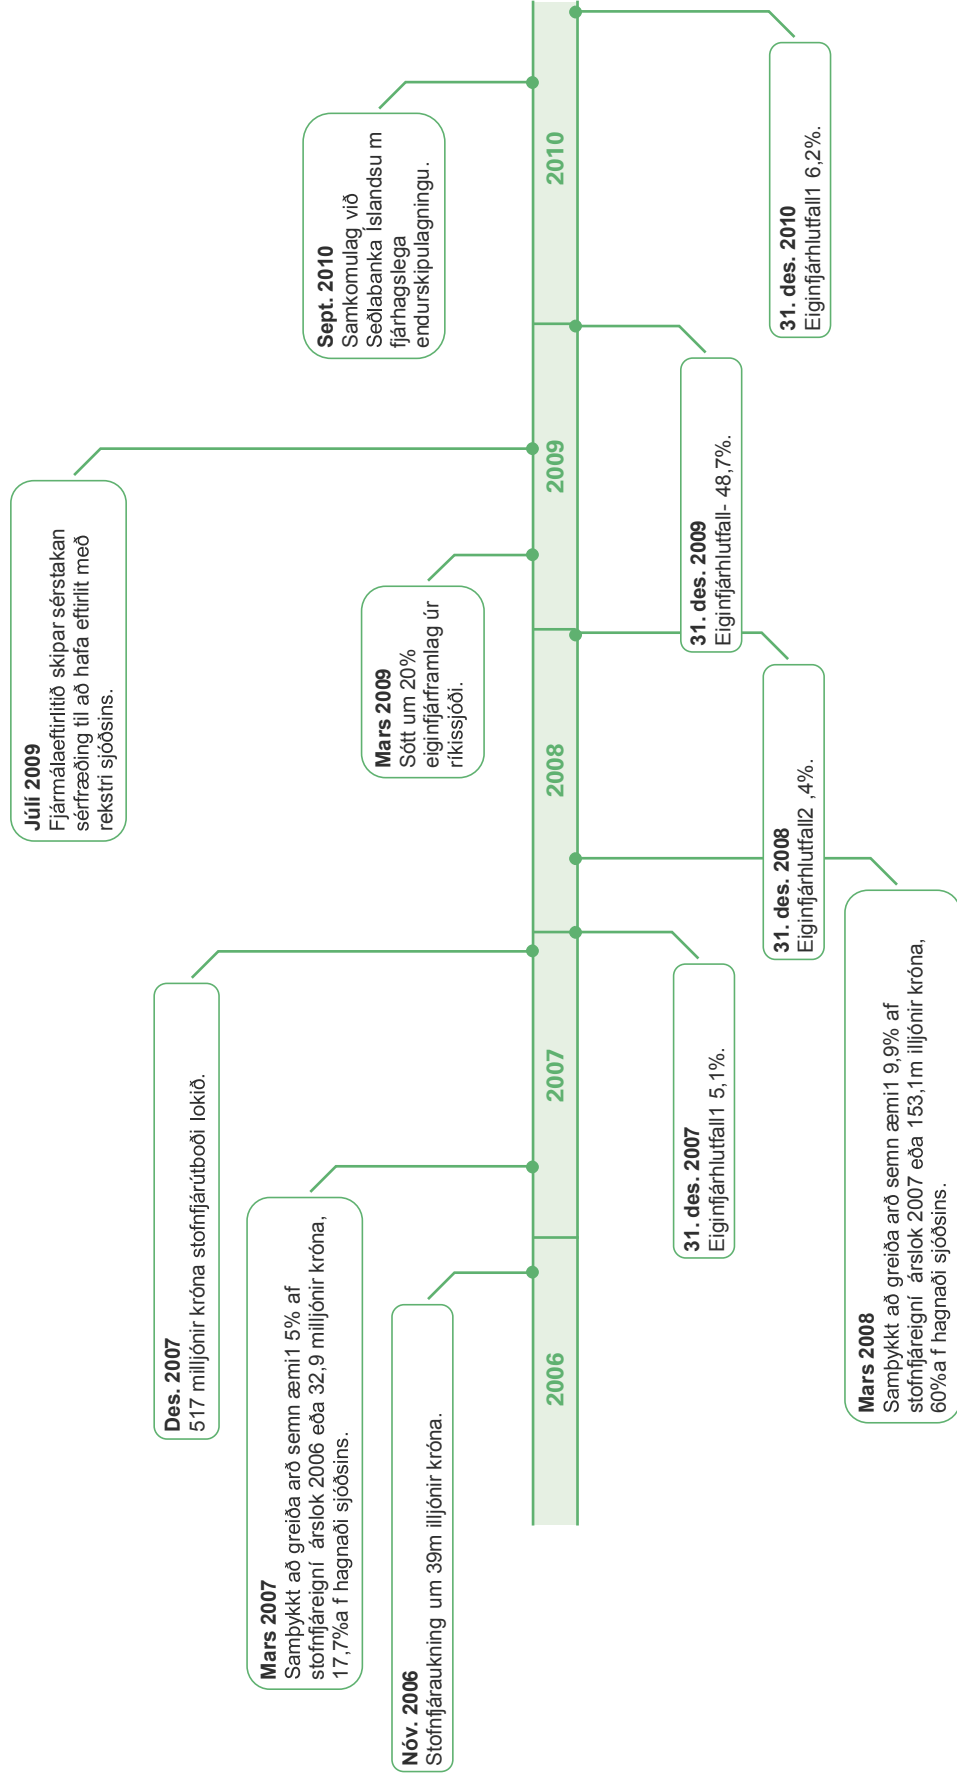 Júlí 2009
Fjármálaeftirlitið skipar sérstakan
sérfræðing til að hafa eftirlit með
rekstri sjóðsins.
Des. 2007
517 milljónir króna stofnfjárútboði lokið.
Mars 2007
Samþykkt að greiða arð semn æmi1 5% af
stofnfjáreigní árslok 2006 eða 32,9 milljónir króna,
17,7%a f hagnaði sjóðsins.
Sept. 2010
Samkomulag við
Seðlabanka Íslandsu m
fjárhagslega
endurskipulagningu.
Mars 2009
Sótt um 20%
eiginfjárframlag úr
ríkissjóði.
Nóv. 2006
Stofnfjáraukning um 39m illjónir króna.
2006
2007
2008
2009
2010
31. des. 2007
Eiginfjárhlutfall1 5,1%.
31. des. 2009
Eiginfjárhlutfall- 48,7%.
31. des. 2008
Eiginfjárhlutfall2 ,4%.
31. des. 2010
Eiginfjárhlutfall1 6,2%.
Mars 2008
Samþykkt að greiða arð semn æmi1 9,9% af
stofnfjáreigní árslok 2007 eða 153,1m illjónir króna,
60%a f hagnaði sjóðsins.